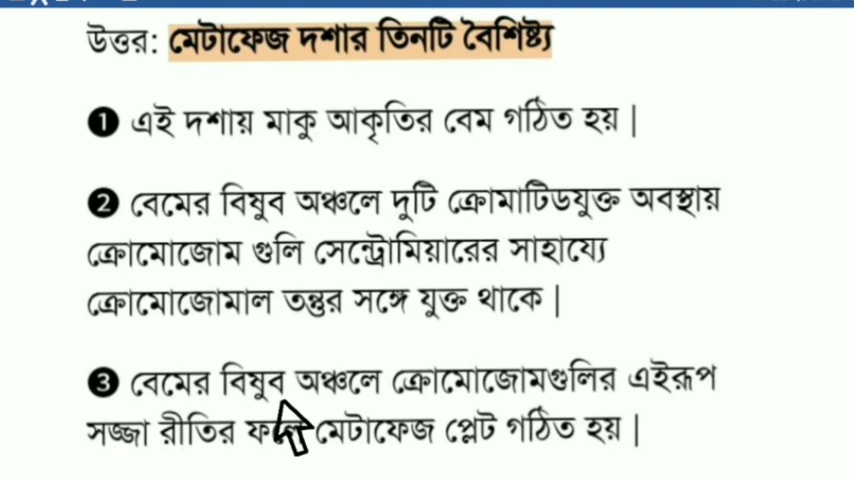 উত্তর: মেটাফেজ দশার তিনটি বৈশিষ্ট্য
❶ এই দশায় মাকু আকৃতির বেম গঠিত হয় |
❷ বেমের বিষুব অঞ্চলে দুটি ক্রোমাটিডযুক্ত অবস্থায়
ক্রোমোজোম গুলি সেন্ট্রোমিয়ারের সাহায্যে
ক্রোমোজোমাল তন্তুর সঙ্গে যুক্ত থাকে |
❸ বেমের বিষুব অঞ্চলে ক্রোমোজোমগুলির এইরূপ
সজ্জা রীতির ফলে মেটাফেজ প্লেট গঠিত হয় |